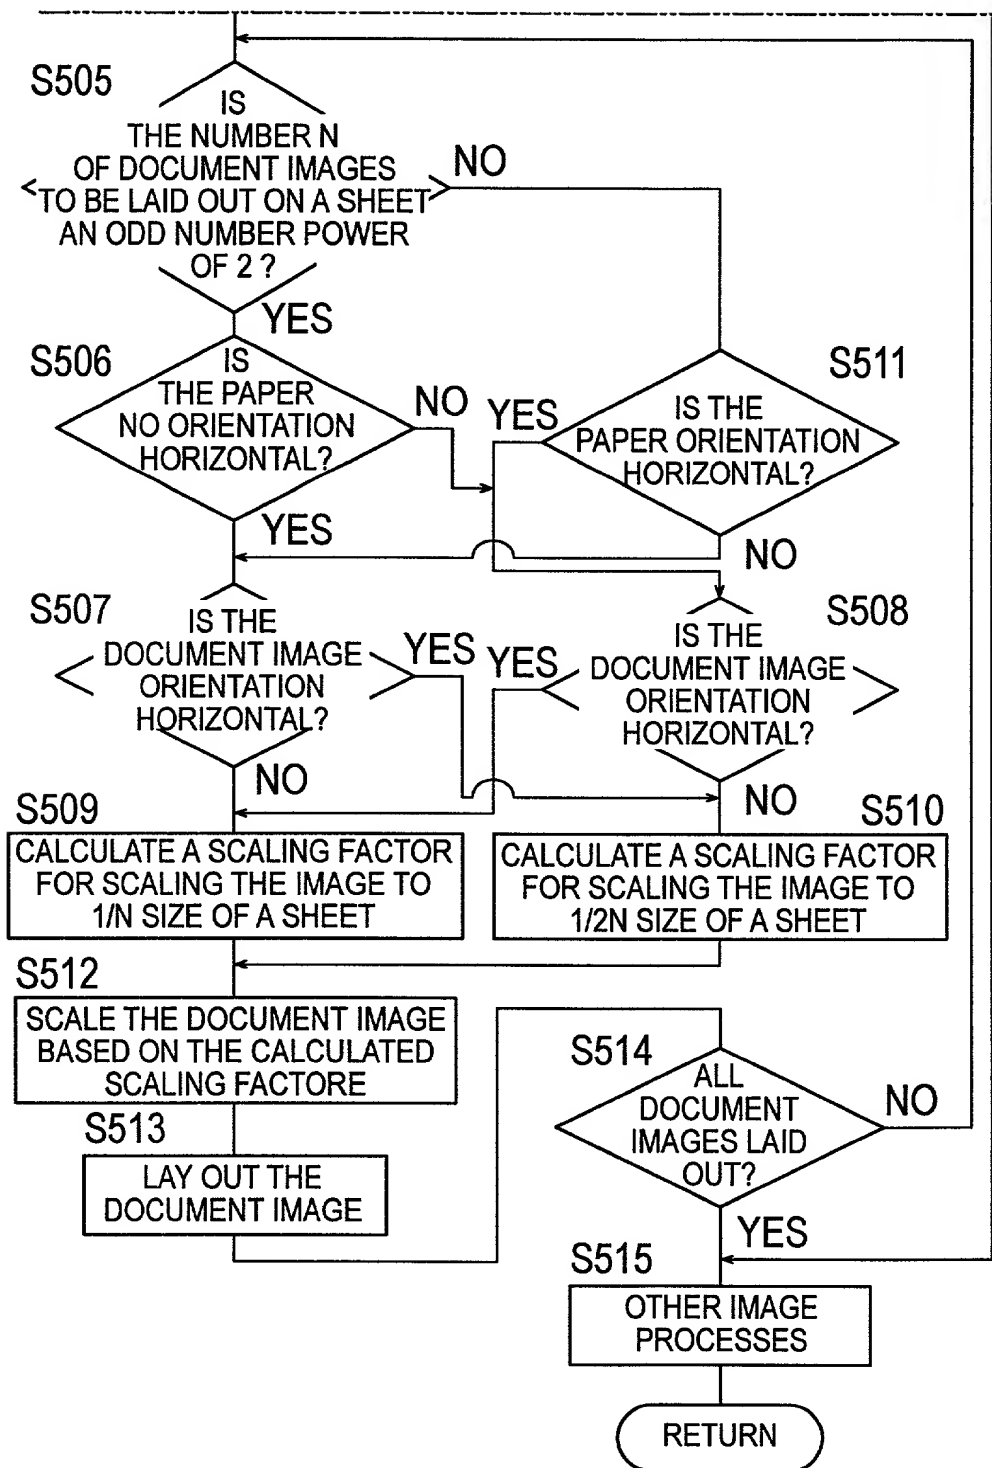 S505
IS
THE NUMBER N
OF DOCUMENT IMAGES
TO BE LAID OUT ON A SHEET
AN ODD NUMBER POWER
OF 2 ?
NO
YES
S506
IS
THE PAPER
NO ORIENTATION
HORIZONTAL?
NO
YES
S511
IS THE
PAPER ORIENTATION
HORIZONTAL?
YES
NO
S507
IS THE
DOCUMENT IMAGE
ORIENTATION
HORIZONTAL?
YES
NO
S508
IS THE
DOCUMENT IMAGE
ORIENTATION
HORIZONTAL?
YES
NO
S509
CALCULATE A SCALING FACTOR
FOR SCALING THE IMAGE TO
1/N SIZE OF A SHEET
S510
CALCULATE A SCALING FACTOR
FOR SCALING THE IMAGE TO
1/2N SIZE OF A SHEET
S512
SCALE THE DOCUMENT IMAGE
BASED ON THE CALCULATED
SCALING FACTORE
S513
LAY OUT THE
DOCUMENT IMAGE
S514
ALL
DOCUMENT
IMAGES LAID
OUT?
NO
YES
S515
OTHER IMAGE
PROCESSES
RETURN